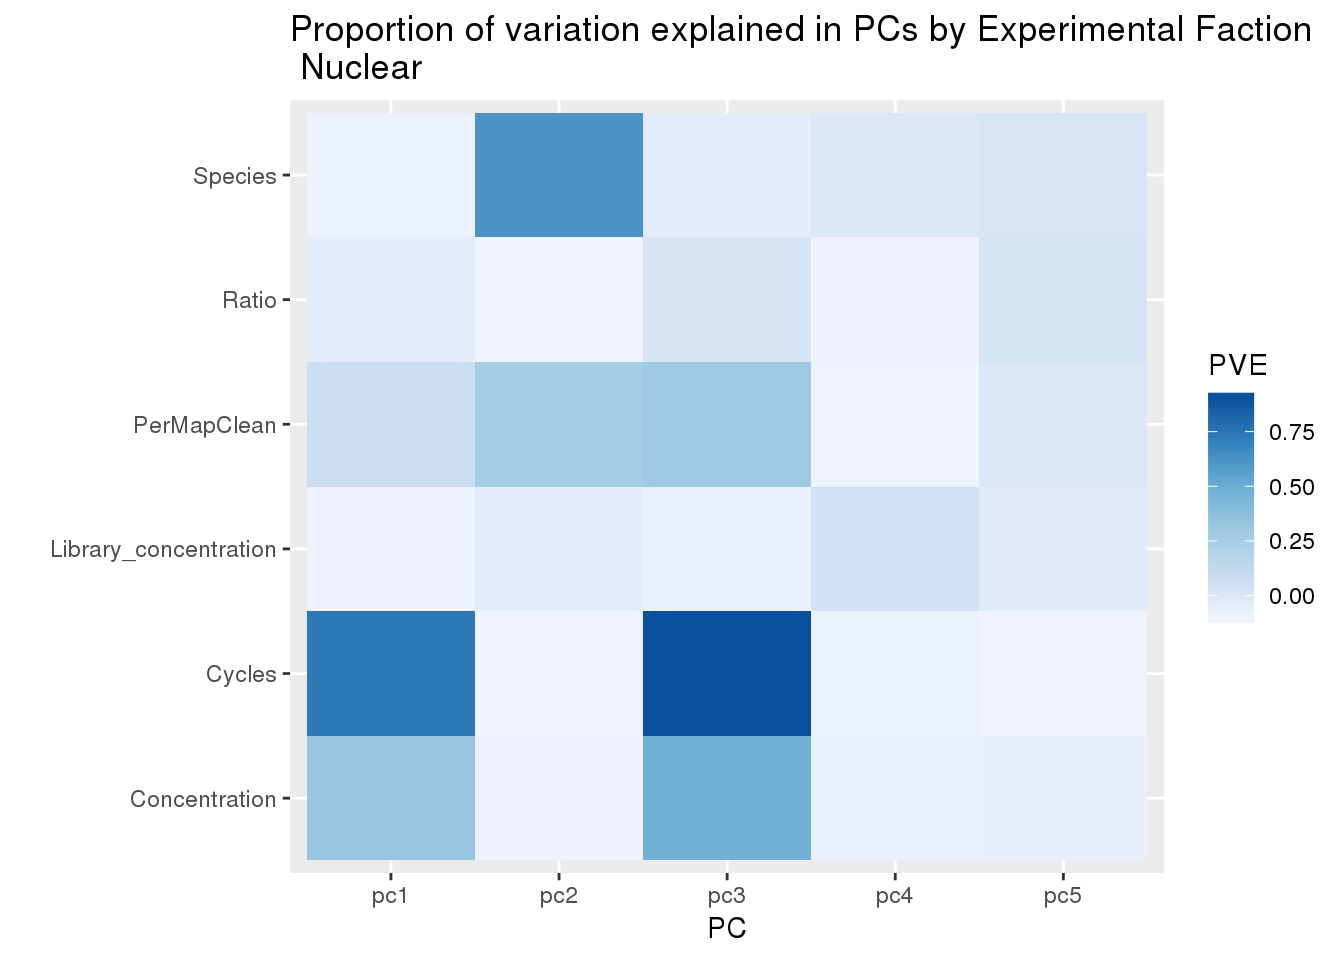 Proportion of variation explained in PCs by Experimental Faction
Nuclear
Species
Ratio
PerMapClean
Library_concentration
Cycles
Concentration
pc1 pc2 pc3 pc4 pc5
PC
PVE
0.75
0.50
0.25
0.00